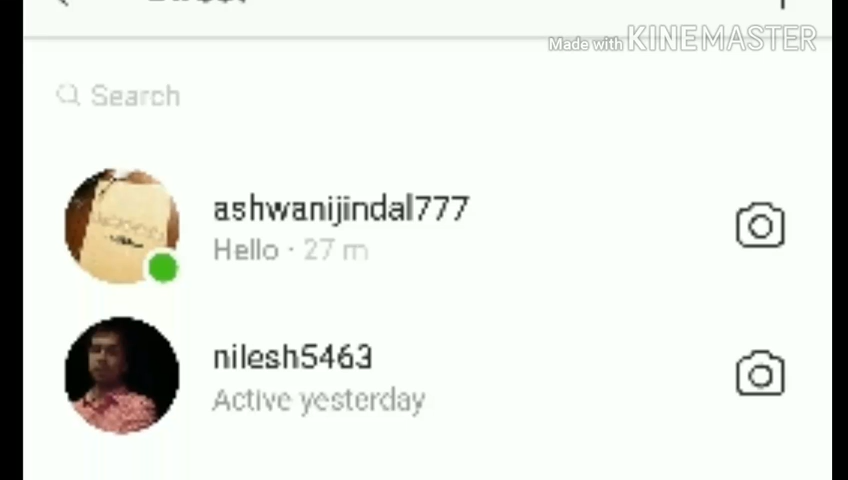 Made with KINEMASTER
Search
ashwanijindal777
Hello · 27 m
nilesh5463
Active yesterday